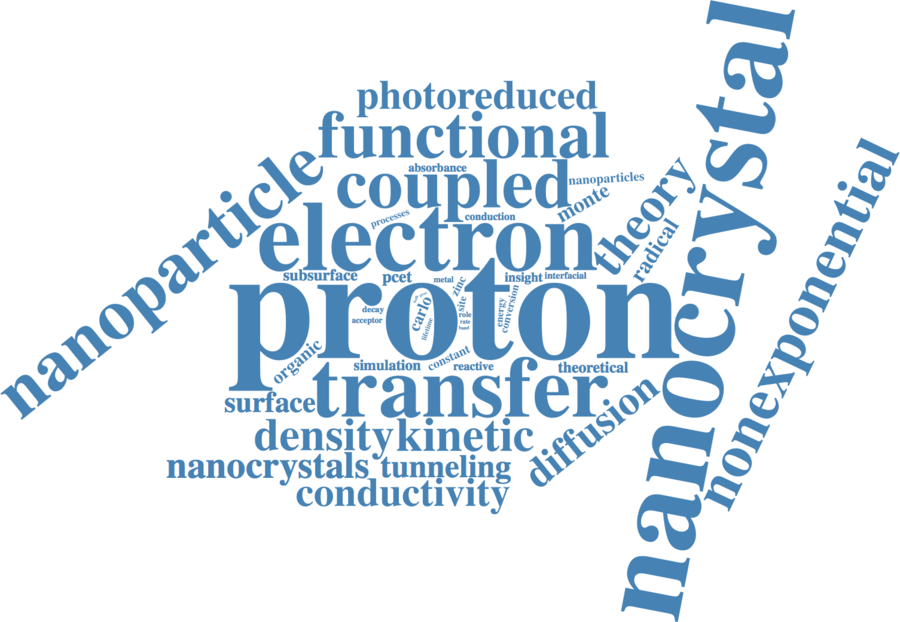 photoreduced
functional
absorbance
coupled
nanoparticles
monte
processes
conduction
electron
theory
radical
nanoparticle
nanocrystal
nonexponential
subsurface
pcet
metal
zinc
insight
interfacial
proton
decay
acceptor
carlo
lifetime
site
role
rate
band
energy
conversion
organic
simulation
constant
reactive
theoretical
surface
transfer
diffusion
density
kinetic
nanocrystals
tunneling
conductivity